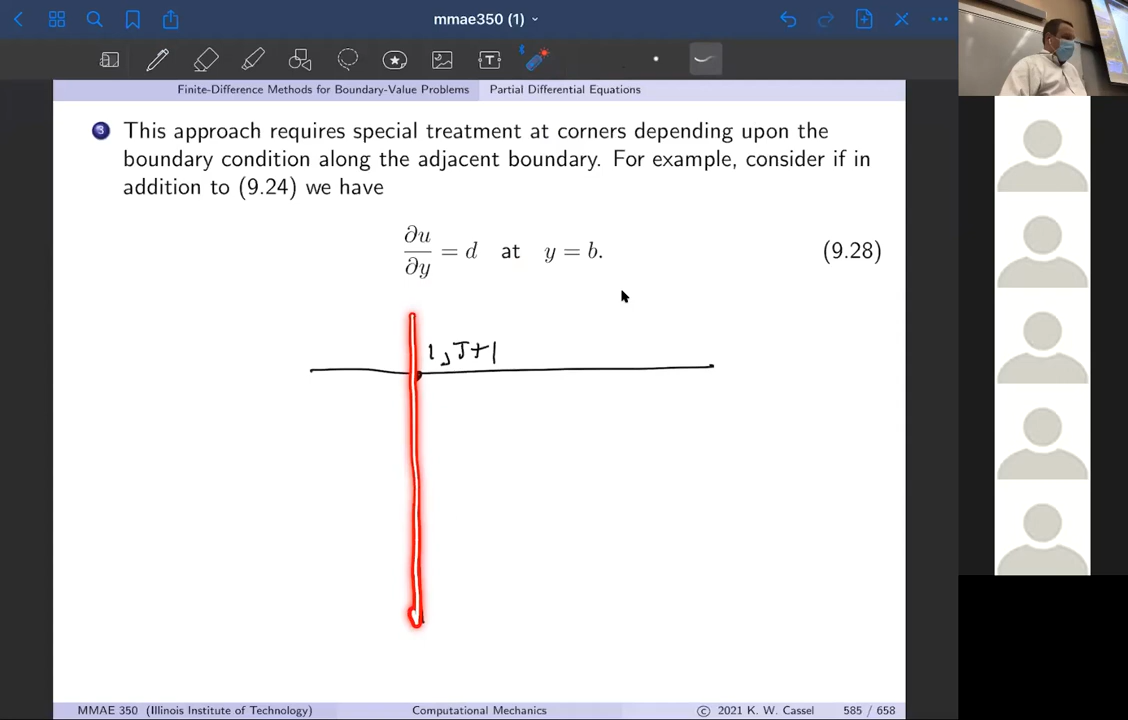 mmae350 (1)
Finite-Difference Methods for Boundary-Value Problems Partial Differential Equations
3 This approach requires special treatment at corners depending upon the
boundary condition along the adjacent boundary. For example, consider if in
addition to (9.24) we have
∂u/∂y = d at y = b. (9.28)
1,J+1
MMAE 350 (Illinois Institute of Technology) Computational Mechanics © 2021 K. W. Cassel 585 / 658